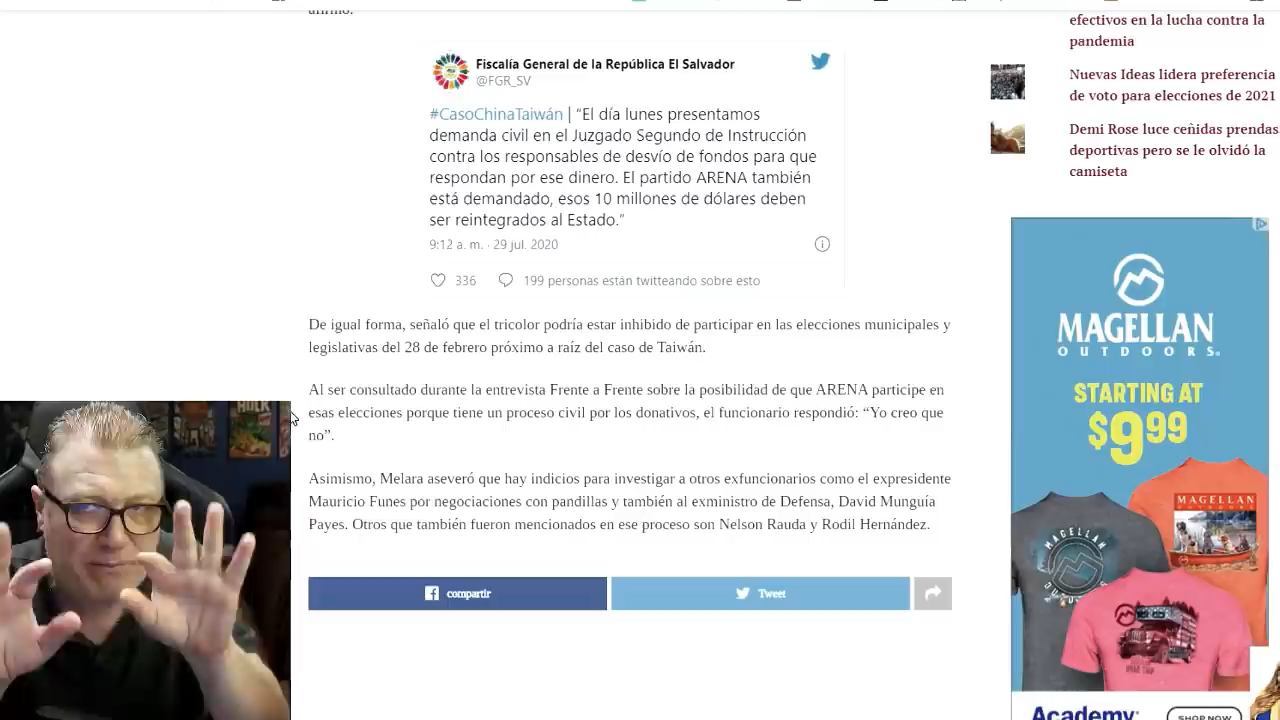 afirmó.
efectivos en la lucha contra la
pandemia
Fiscalía General de la República El Salvador
@FGR_SV
Nuevas Ideas lidera preferencia
de voto para elecciones de 2021
#CasoChinaTaiwán | “El día lunes presentamos
demanda civil en el Juzgado Segundo de Instrucción
contra los responsables de desvío de fondos para que
respondan por ese dinero. El partido ARENA también
está demandado, esos 10 millones de dólares deben
ser reintegrados al Estado.”
9:12 a. m. · 29 jul. 2020
336
199 personas están twitteando sobre esto
Demi Rose luce ceñidas prendas
deportivas pero se le olvidó la
camiseta
De igual forma, señaló que el tricolor podría estar inhibido de participar en las elecciones municipales y
legislativas del 28 de febrero próximo a raíz del caso de Taiwán.
Al ser consultado durante la entrevista Frente a Frente sobre la posibilidad de que ARENA participe en
esas elecciones porque tiene un proceso civil por los donativos, el funcionario respondió: “Yo creo que
no”.
Asimismo, Melara aseveró que hay indicios para investigar a otros exfuncionarios como el expresidente
Mauricio Funes por negociaciones con pandillas y también al exministro de Defensa, David Munguía
Payes. Otros que también fueron mencionados en ese proceso son Nelson Rauda y Rodil Hernández.
compartir
Tweet
MAGELLAN
OUTDOORS.
STARTING AT
$9.99
MAGELLAN
MAGELLAN
Academy
SHOP NOW
HULK